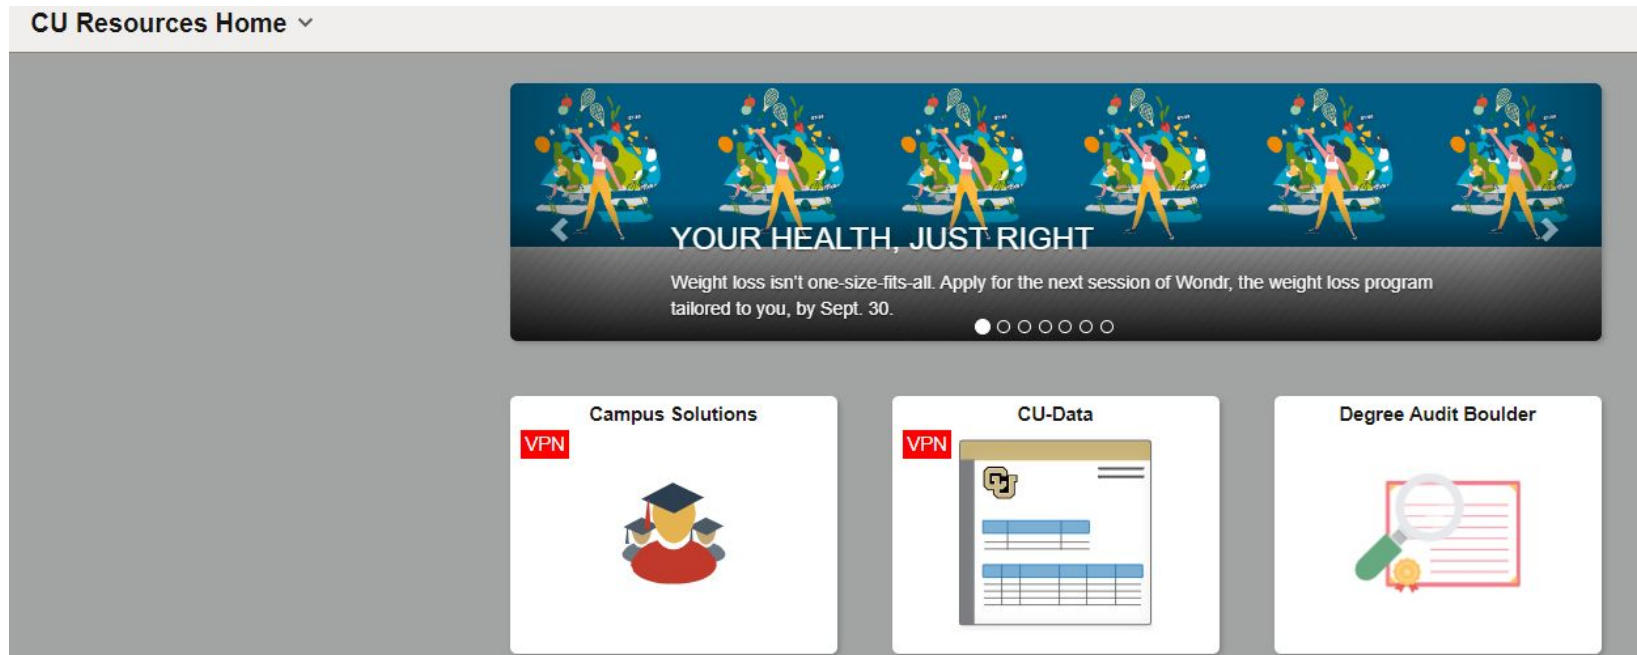 CU Resources Home
YOUR HEALTH, JUST RIGHT
Weight loss isn't one-size-fits-all. Apply for the next session of Wondr, the weight loss program
tailored to you, by Sept. 30.
Campus Solutions
VPN
CU-Data
VPN
CU
Degree Audit Boulder